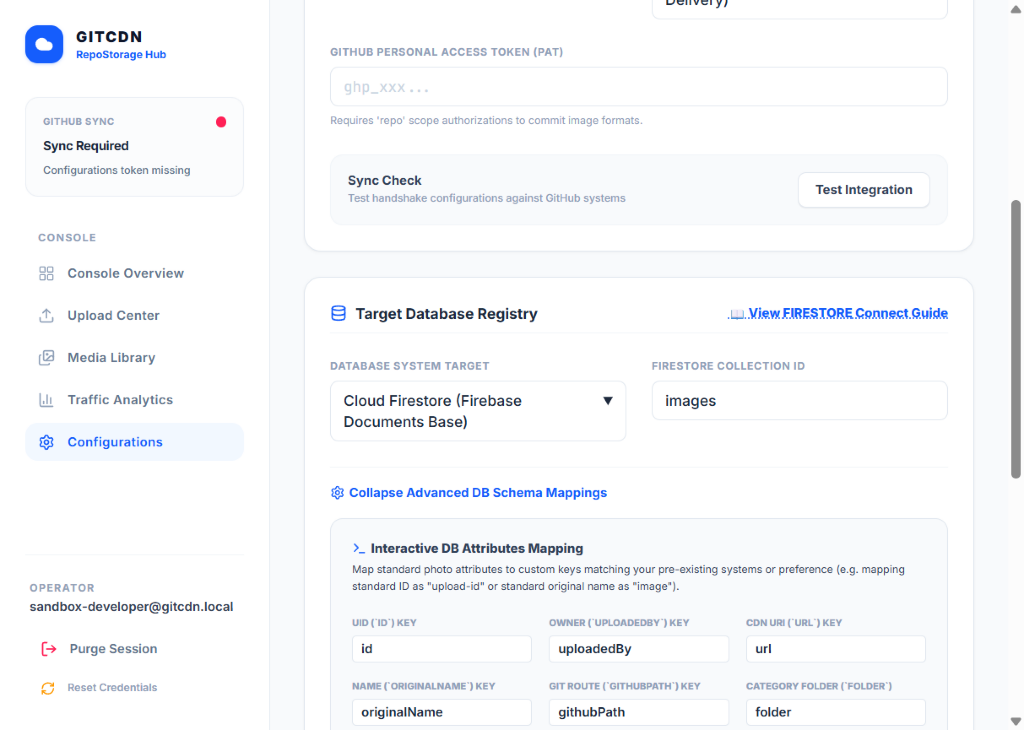 GITCDN
RepoStorage Hub
GITHUB SYNC
Sync Required
Configurations token missing
CONSOLE
Console Overview
Upload Center
Media Library
Traffic Analytics
Configurations
OPERATOR
sandbox-developer@gitcdn.local
Purge Session
Reset Credentials
Delivery)
GITHUB PERSONAL ACCESS TOKEN (PAT)
ghp_xxx...
Requires 'repo' scope authorizations to commit image formats.
Sync Check
Test handshake configurations against GitHub systems
Test Integration
Target Database Registry
📖 View FIRESTORE Connect Guide
DATABASE SYSTEM TARGET
Cloud Firestore (Firebase
Documents Base)
FIRESTORE COLLECTION ID
images
Collapse Advanced DB Schema Mappings
Interactive DB Attributes Mapping
Map standard photo attributes to custom keys matching your pre-existing systems or preference (e.g. mapping
standard ID as "upload-id" or standard original name as "image").
UID (`ID`) KEY
OWNER (`UPLOADEDBY`) KEY
CDN URI (`URL`) KEY
id
uploadedBy
url
NAME (`ORIGINALNAME`) KEY
GIT ROUTE (`GITHUBPATH`) KEY
CATEGORY FOLDER (`FOLDER`)
originalName
githubPath
folder